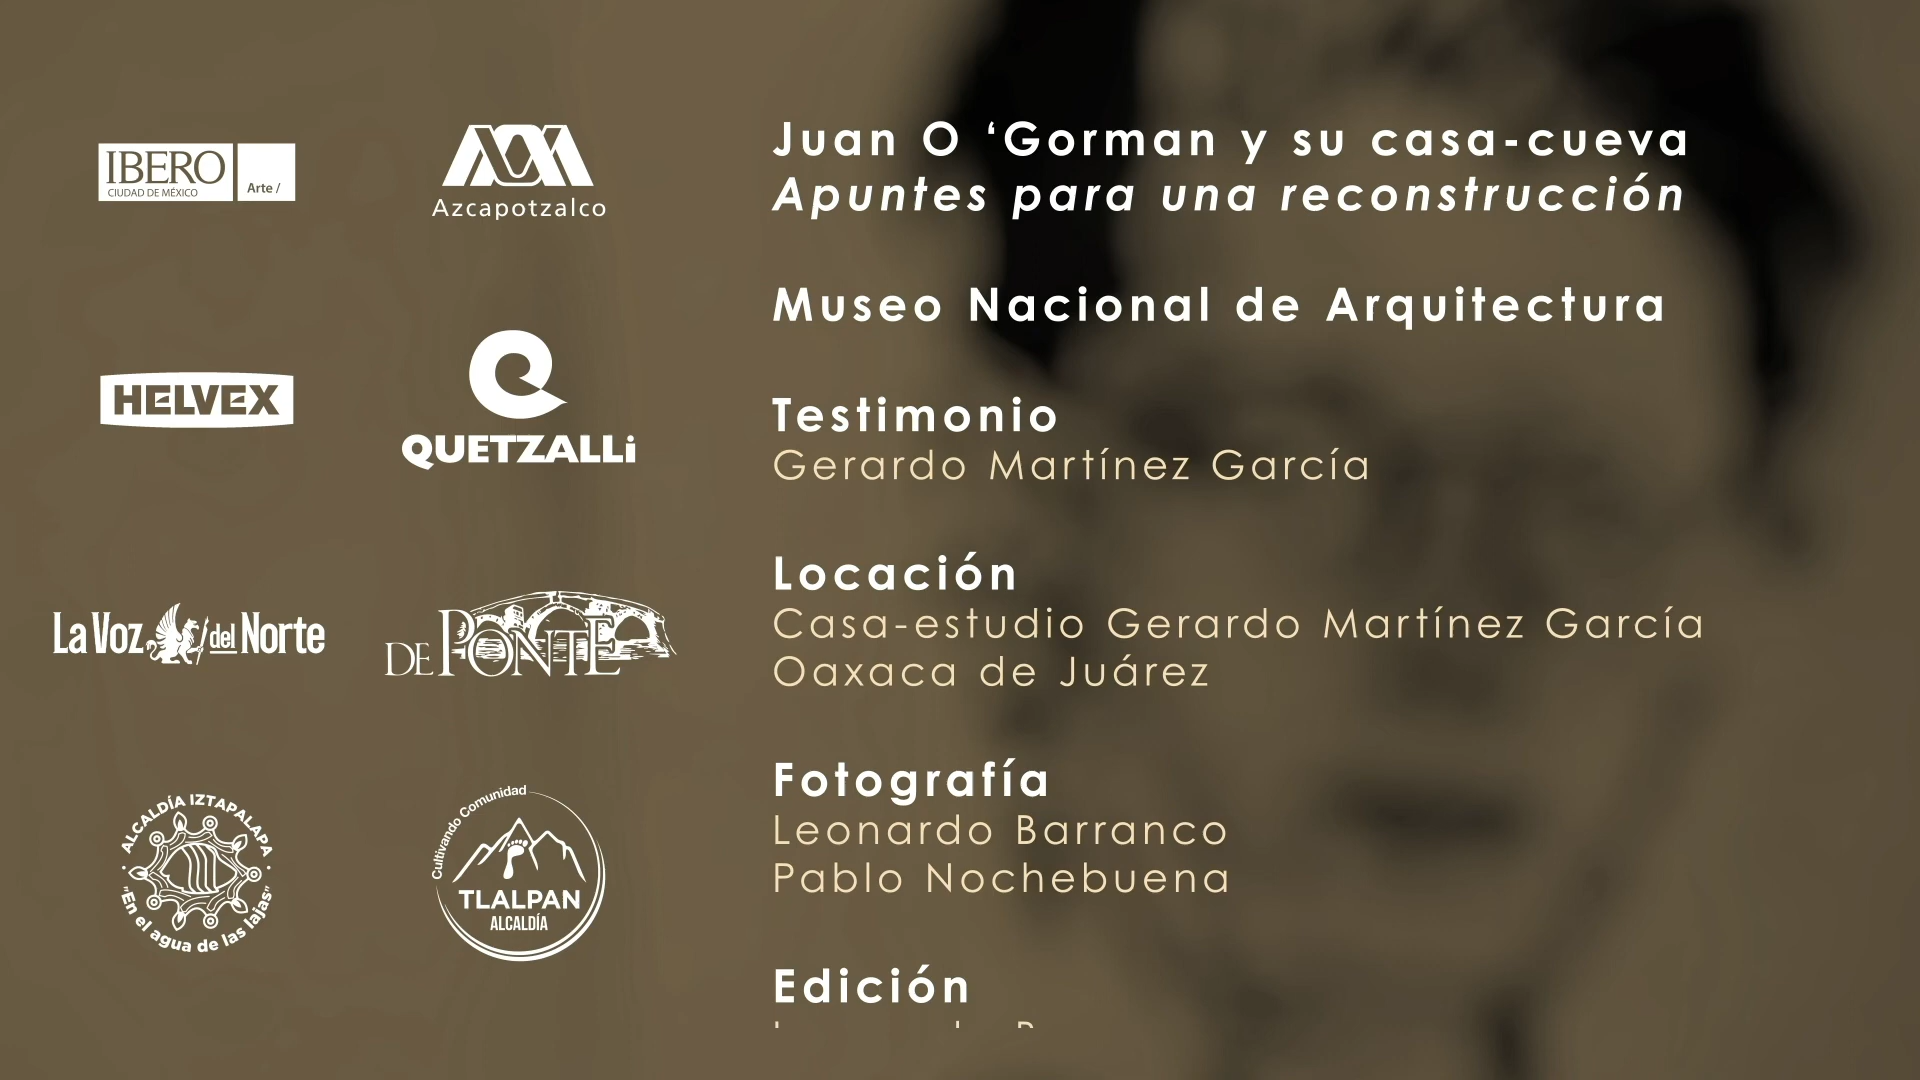 IBERO
CIUDAD DE MÉXICO
Arte /
Azcapotzalco
HELVEX
QUETZALLi
La Voz del Norte
DE PONTE
ALCALDÍA IZTAPALAPA
"En el agua de las lajas"
Cultivando Comunidad
TLALPAN
ALCALDÍA
Juan O ‘Gorman y su casa-cueva
Apuntes para una reconstrucción
Museo Nacional de Arquitectura
Testimonio
Gerardo Martínez García
Locación
Casa-estudio Gerardo Martínez García
Oaxaca de Juárez
Fotografía
Leonardo Barranco
Pablo Nochebuena
Edición